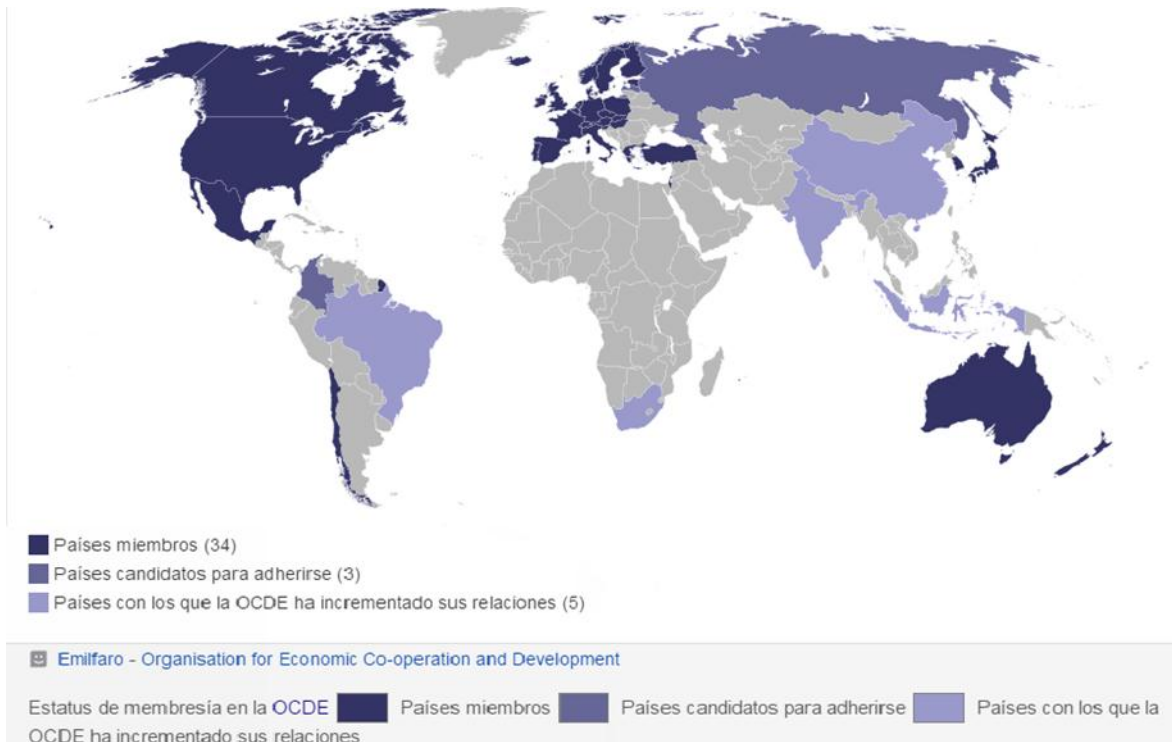 Países miembros (34)
Países candidatos para adherirse (3)
Países con los que la OCDE ha incrementado sus relaciones (5)
Emilfaro - Organisation for Economic Co-operation and Development
Estatus de membresía en la OCDE Países miembros Países candidatos para adherirse Países con los que la
OCDE ha incrementado sus relaciones